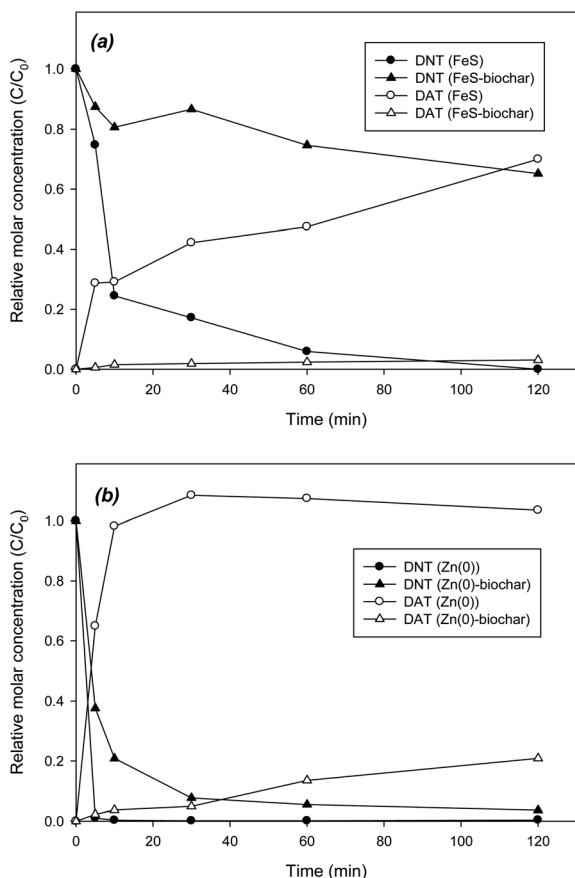 (a)
DNT (FeS)
DNT (FeS-biochar)
DAT (FeS)
DAT (FeS-biochar)
Relative molar concentration (C/C₀)
1.0
0.8
0.6
0.4
0.2
0.0
0 20 40 60 80 100 120
Time (min)
(b)
DNT (Zn(0))
DNT (Zn(0)-biochar)
DAT (Zn(0))
DAT (Zn(0)-biochar)
Relative molar concentration (C/C₀)
1.0
0.8
0.6
0.4
0.2
0.0
0 20 40 60 80 100 120
Time (min)